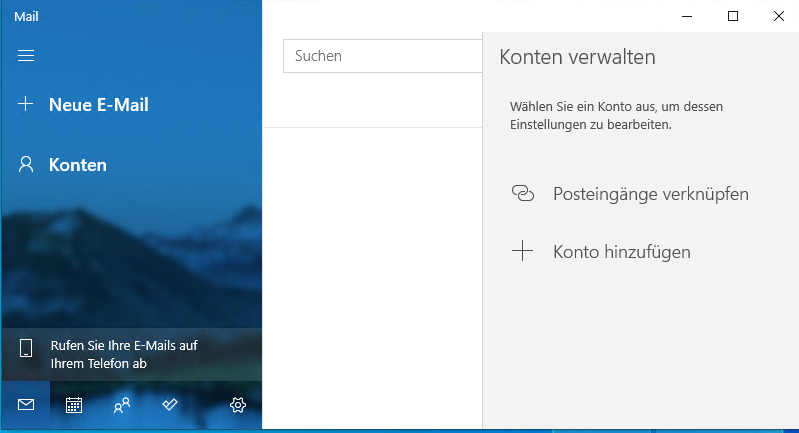 Mail
Neue E-Mail
Konten
Rufen Sie Ihre E-Mails auf
Ihrem Telefon ab
Suchen
Konten verwalten
Wählen Sie ein Konto aus, um dessen
Einstellungen zu bearbeiten.
Posteingänge verknüpfen
Konto hinzufügen